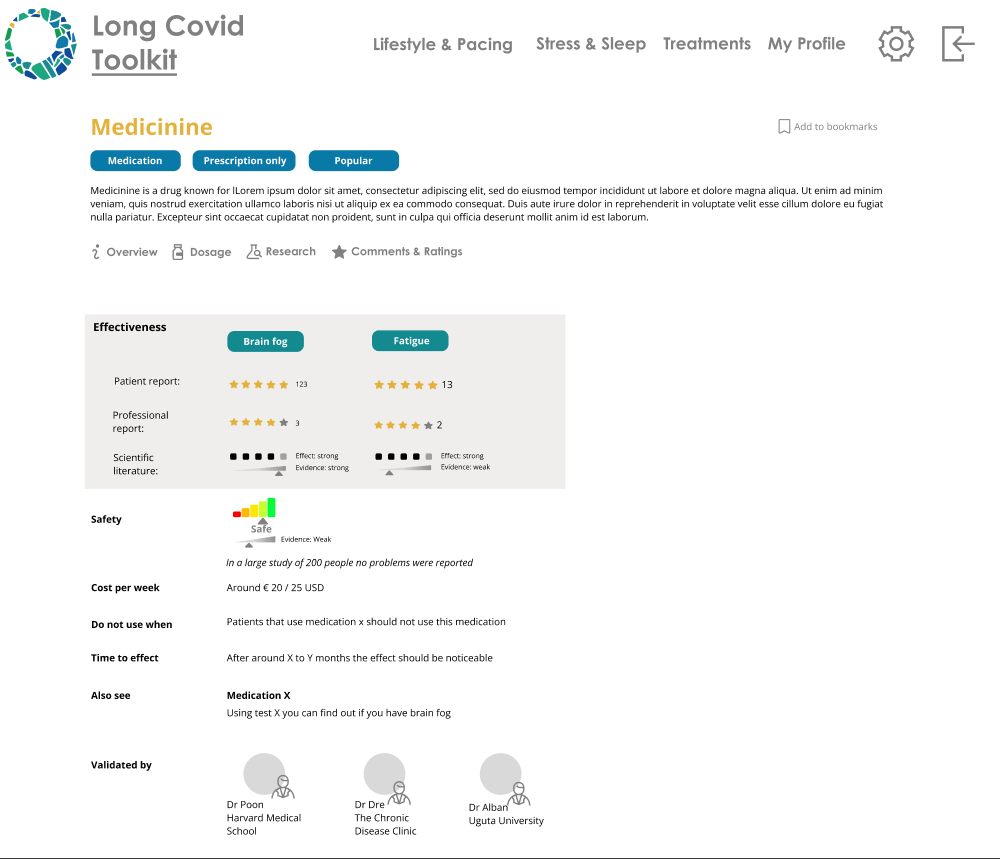 Long Covid
Toolkit
Lifestyle & Pacing Stress & Sleep Treatments My Profile
Medicinine
Add to bookmarks
Medication Prescription only Popular
Medicinine is a drug known for lLorem ipsum dolor sit amet, consectetur adipiscing elit, sed do eiusmod tempor incididunt ut labore et dolore magna aliqua. Ut enim ad minim
veniam, quis nostrud exercitation ullamco laboris nisi ut aliquip ex ea commodo consequat. Duis aute irure dolor in reprehenderit in voluptate velit esse cillum dolore eu fugiat
nulla pariatur. Excepteur sint occaecat cupidatat non proident, sunt in culpa qui officia deserunt mollit anim id est laborum.
Overview Dosage Research Comments & Ratings
Effectiveness
Brain fog Fatigue
Patient report: 123 13
Professional
report: 3 2
Scientific
literature:
Effect: strong
Evidence: strong
Effect: strong
Evidence: weak
Safety
Safe
Evidence: Weak
In a large study of 200 people no problems were reported
Cost per week Around € 20 / 25 USD
Do not use when Patients that use medication x should not use this medication
Time to effect After around X to Y months the effect should be noticeable
Also see Medication X
Using test X you can find out if you have brain fog
Validated by
Dr Poon
Harvard Medical
School
Dr Dre
The Chronic
Disease Clinic
Dr Alban
Uguta University